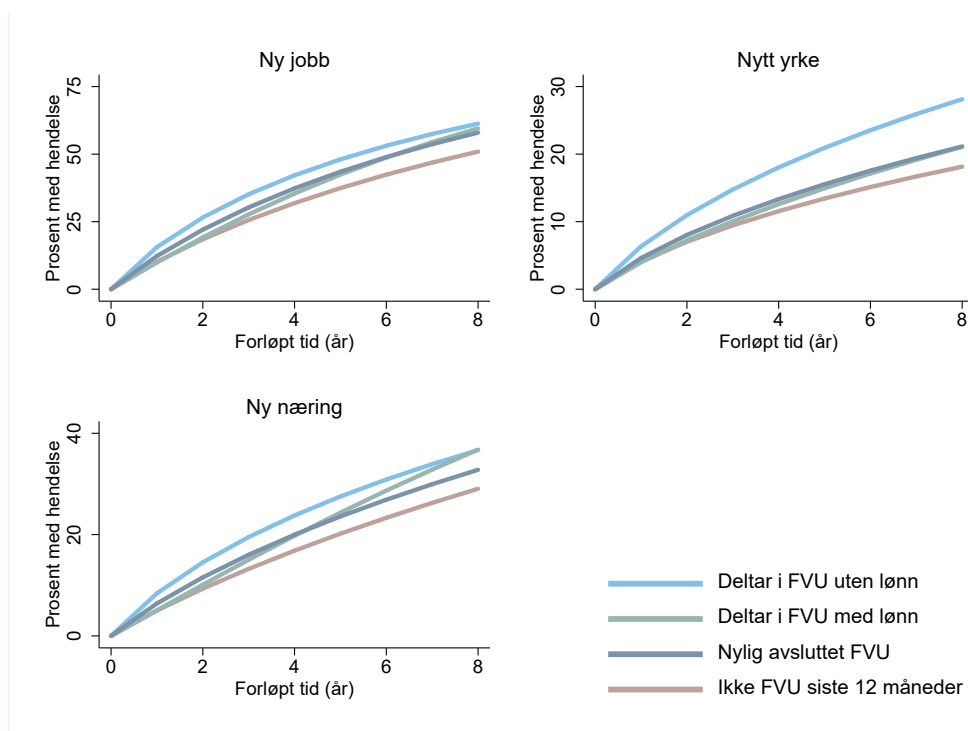 Ny jobb
Prosent med hendelse
75
50
25
0
0 2 4 6 8
Forløpt tid (år)
Nytt yrke
Prosent med hendelse
30
20
10
0
0 2 4 6 8
Forløpt tid (år)
Ny næring
Prosent med hendelse
40
20
0
0 2 4 6 8
Forløpt tid (år)
Deltar i FVU uten lønn
Deltar i FVU med lønn
Nylig avsluttet FVU
Ikke FVU siste 12 måneder